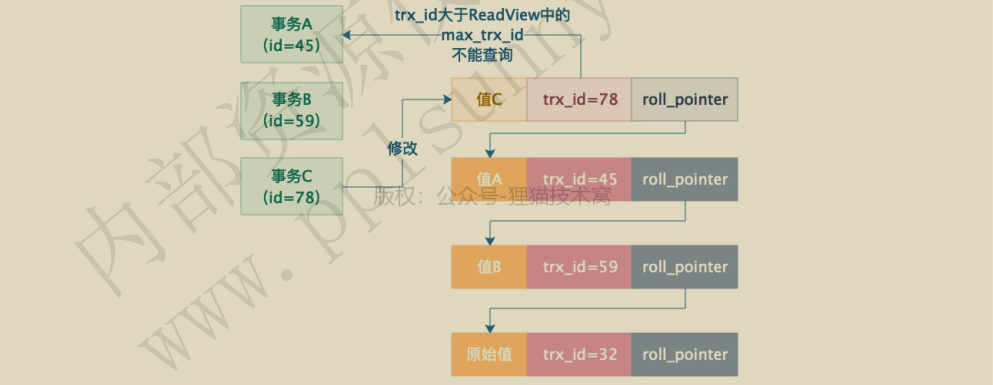 事务A
(id=45)
trx_id大于ReadView中的
max_trx_id
不能查询
事务B
(id=59)
值C trx_id=78 roll_pointer
修改
事务C
(id=78)
值A trx_id=45 roll_pointer
版权：公众号-狸猫技术窝
值B trx_id=59 roll_pointer
原始值 trx_id=32 roll_pointer
内部资源
www.pplsunny